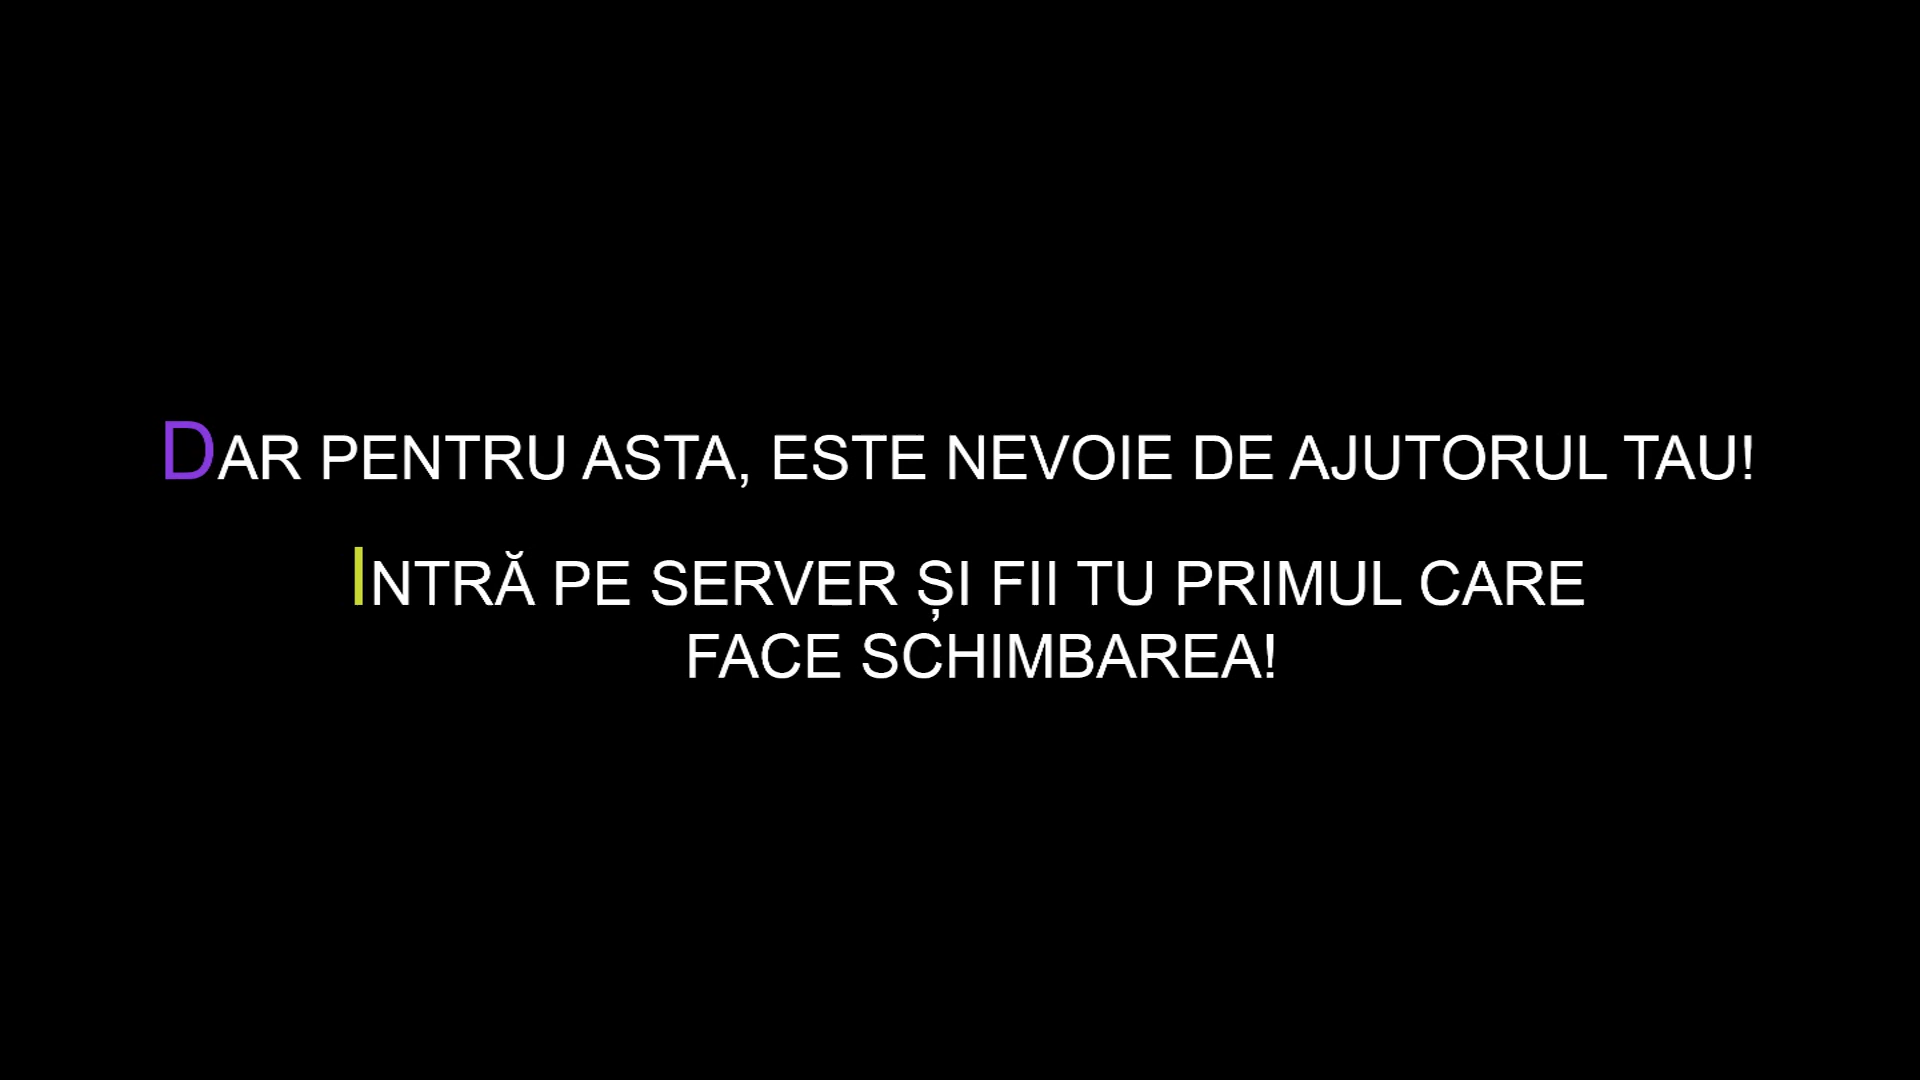 DAR PENTRU ASTA, ESTE NEVOIE DE AJUTORUL TAU!
INTRĂ PE SERVER ȘI FII TU PRIMUL CARE
FACE SCHIMBAREA!